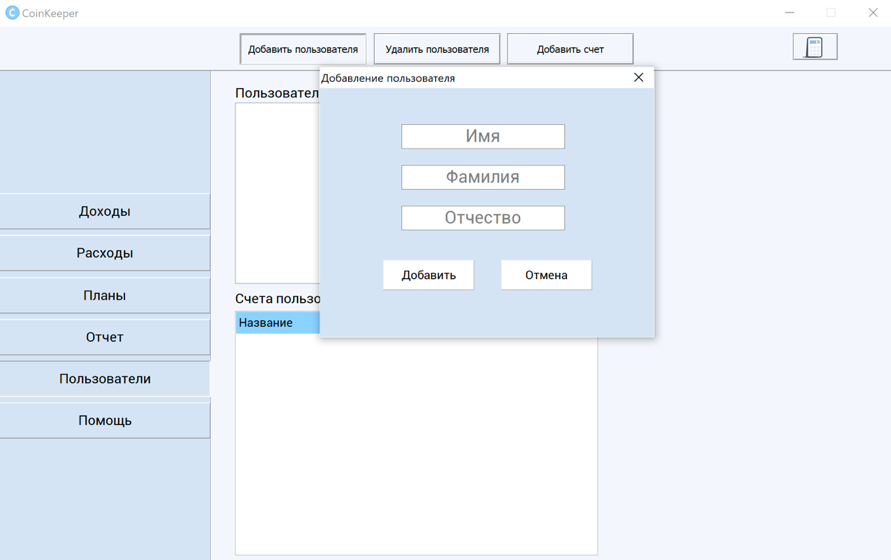 CoinKeeper
Добавить пользователя
Удалить пользователя
Добавить счет
Добавление пользователя
Пользовател
Имя
Фамилия
Отчество
Добавить
Отмена
Доходы
Расходы
Планы
Отчет
Пользователи
Помощь
Счета пользо
Название